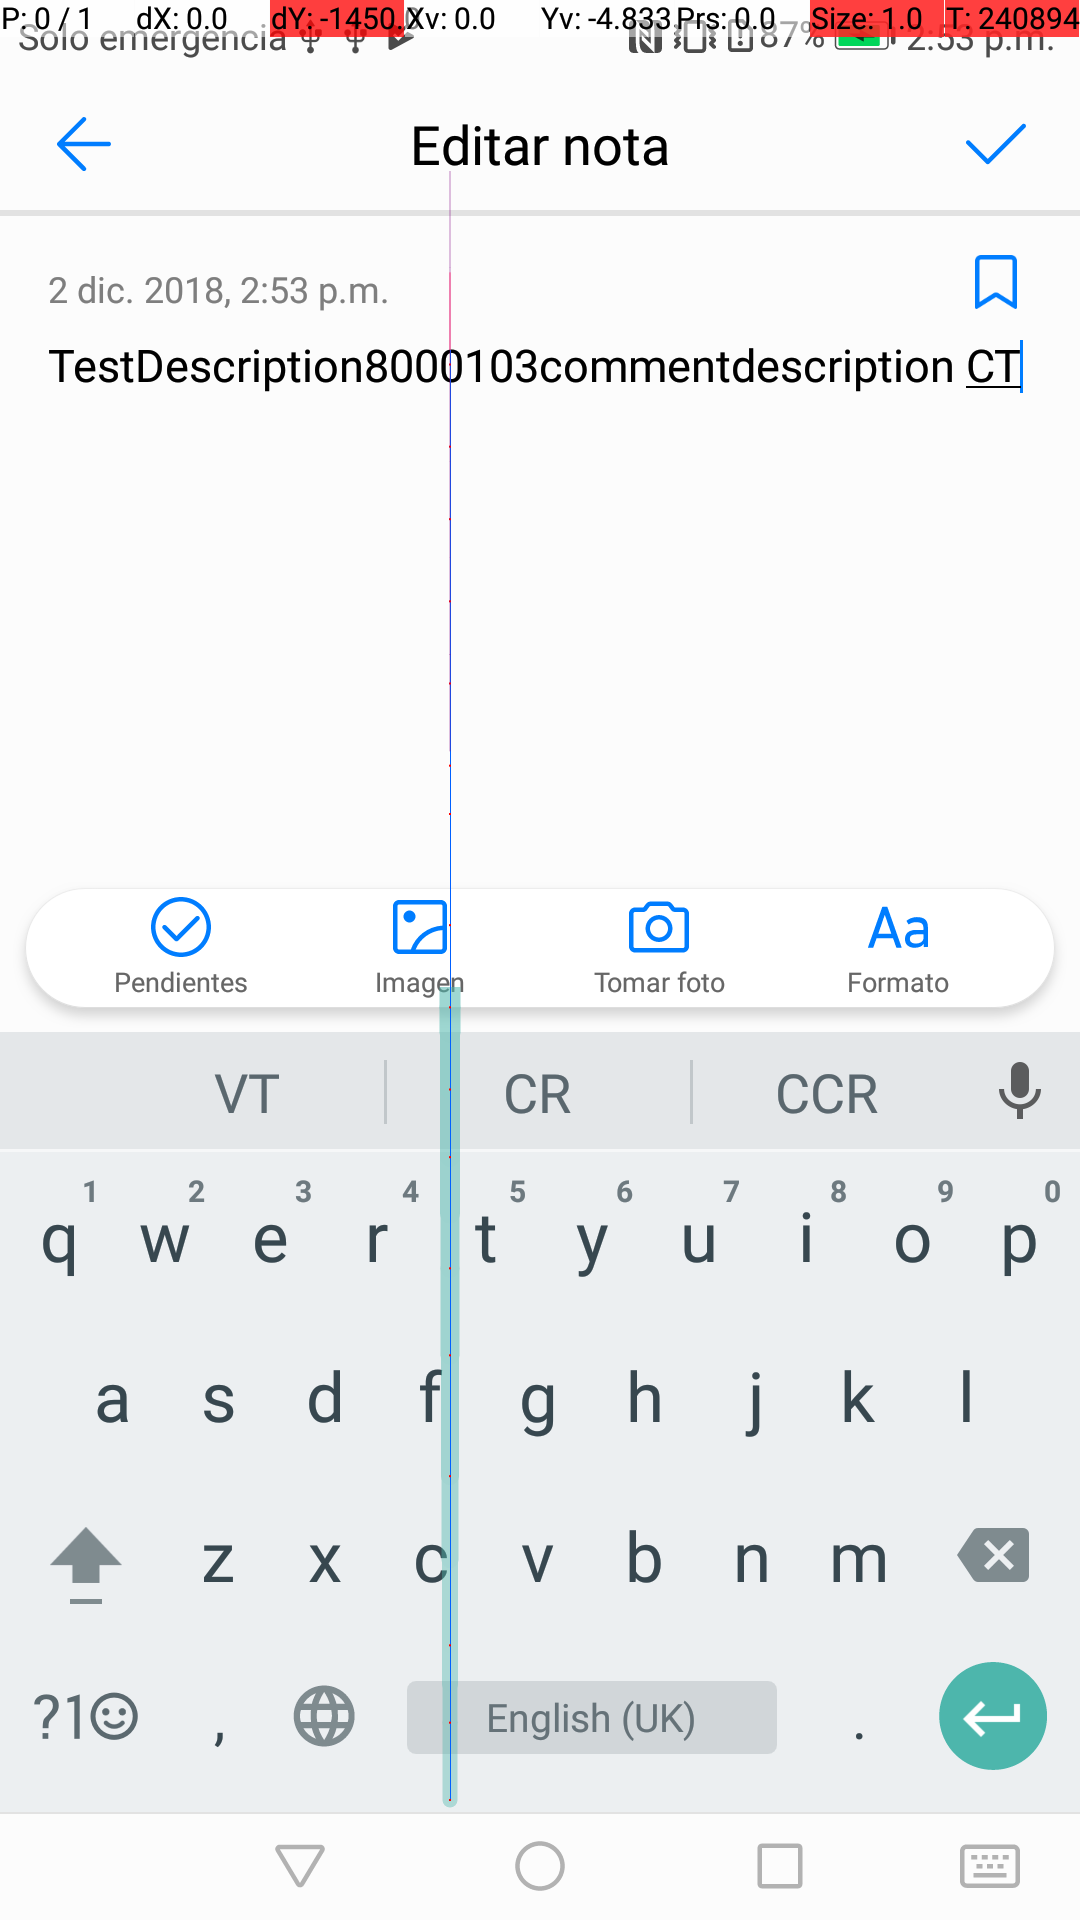 P: 0 / 1 dX: 0.0 dY: -1450. Xv: 0.0 Yv: -4.833 Prs: 0.0 Size: 1.0 T: 240894
Solo emergencia 87% 2:53 p.m.
Editar nota
2 dic. 2018, 2:53 p.m.
TestDescription8000103commentdescription CT
Pendientes Imagen Tomar foto Aa Formato
VT CR CCR
1 2 3 4 5 6 7 8 9 0
q w e r t y u i o p
a s d f g h j k l
z x c v b n m
?1 , English (UK) .